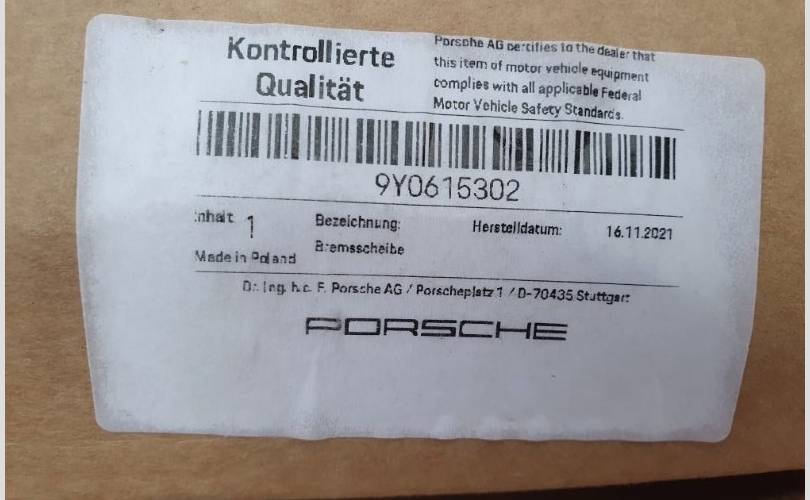 Kontrollierte
Qualität
Porsche AG certifies to the dealer that
this item of motor vehicle equipment
complies with all applicable Federal
Motor Vehicle Safety Standards.
9Y0615302
Inhalt 1
Bezeichnung:
Herstelldatum: 16.11.2021
Made in Poland
Bremsscheibe
Dr. Ing. h.c. F. Porsche AG / Porscheplatz 1 / D-70435 Stuttgart
PORSCHE